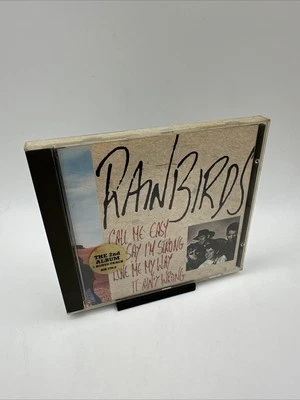 RAINBIRDS
CALL ME EASY
SAY I'M STRONG
LOVE ME MY WAY
IT AIN'T WRONG
THE 2nd
ALBUM